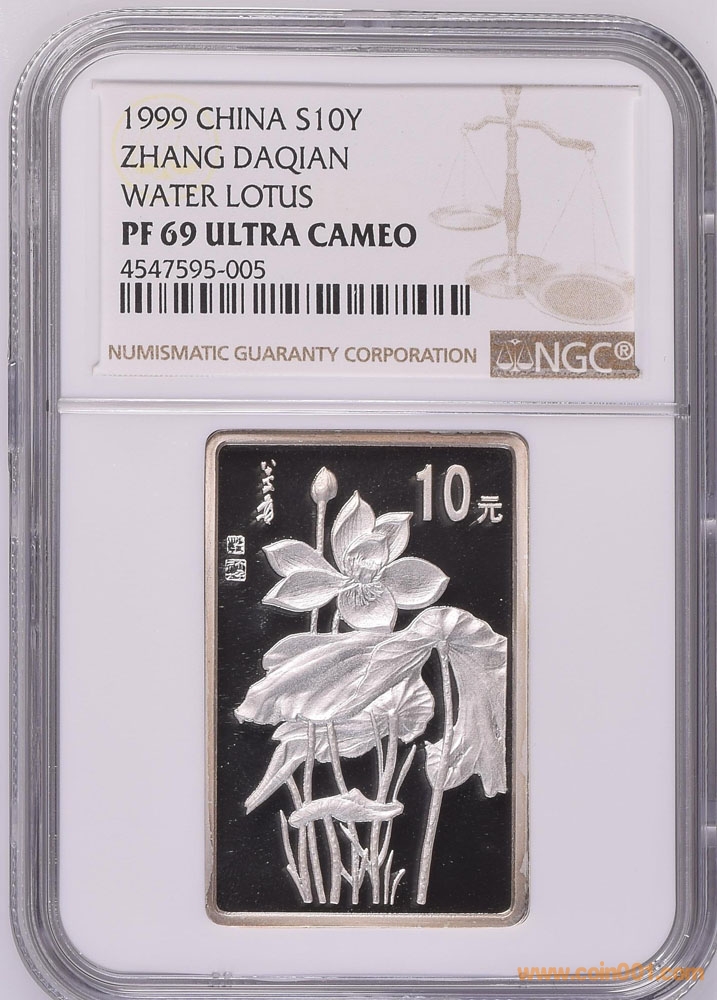 1999 CHINA S10Y
ZHANG DAQIAN
WATER LOTUS
PF 69 ULTRA CAMEO
4547595-005
NUMISMATIC GUARANTY CORPORATION
NGC®
10元
www.coin001.com